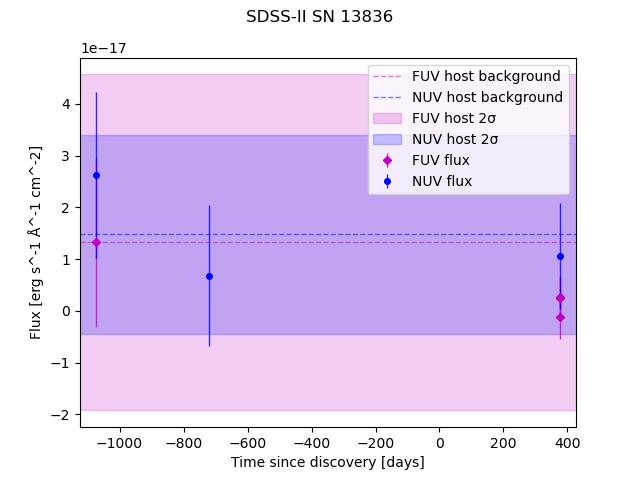 SDSS-II SN 13836
1e−17
FUV host background
NUV host background
FUV host 2σ
NUV host 2σ
FUV flux
NUV flux
4
3
2
1
0
−1
−2
Flux [erg s^-1 Å^-1 cm^-2]
−1000
−800
−600
−400
−200
0
200
400
Time since discovery [days]